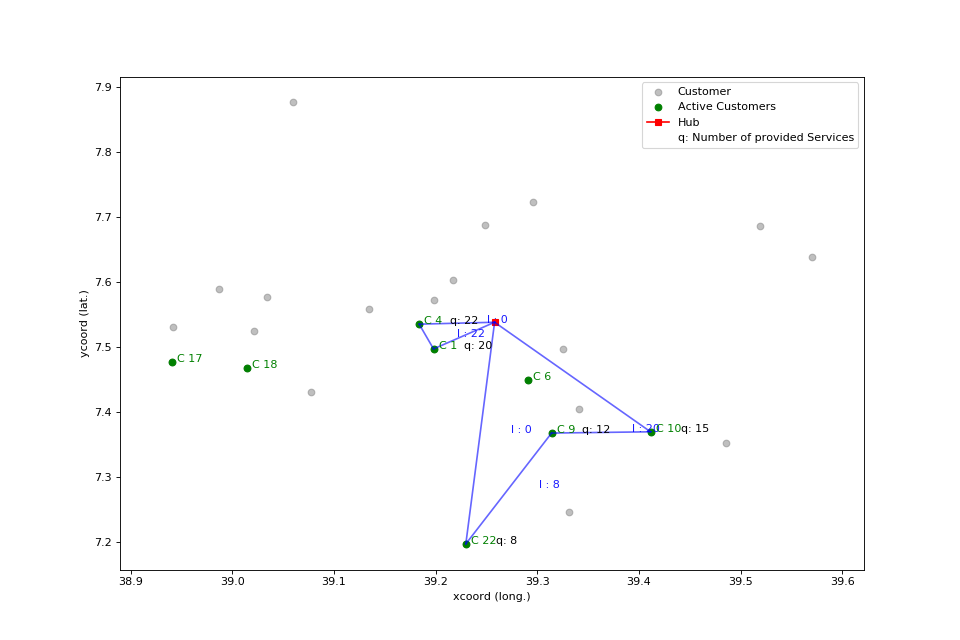 7.9
7.8
7.7
7.6
7.5
7.4
7.3
7.2
ycoord (lat.)
38.9 39.0 39.1 39.2 39.3 39.4 39.5 39.6
xcoord (long.)
Customer
Active Customers
Hub
q: Number of provided Services
C 4 q: 22 l : 0
l : 22
C 1 q: 20
C 17
C 18
C 6
l : 0 C 9 q: 12 l : 20 C 10 q: 15
l : 8
C 22 q: 8